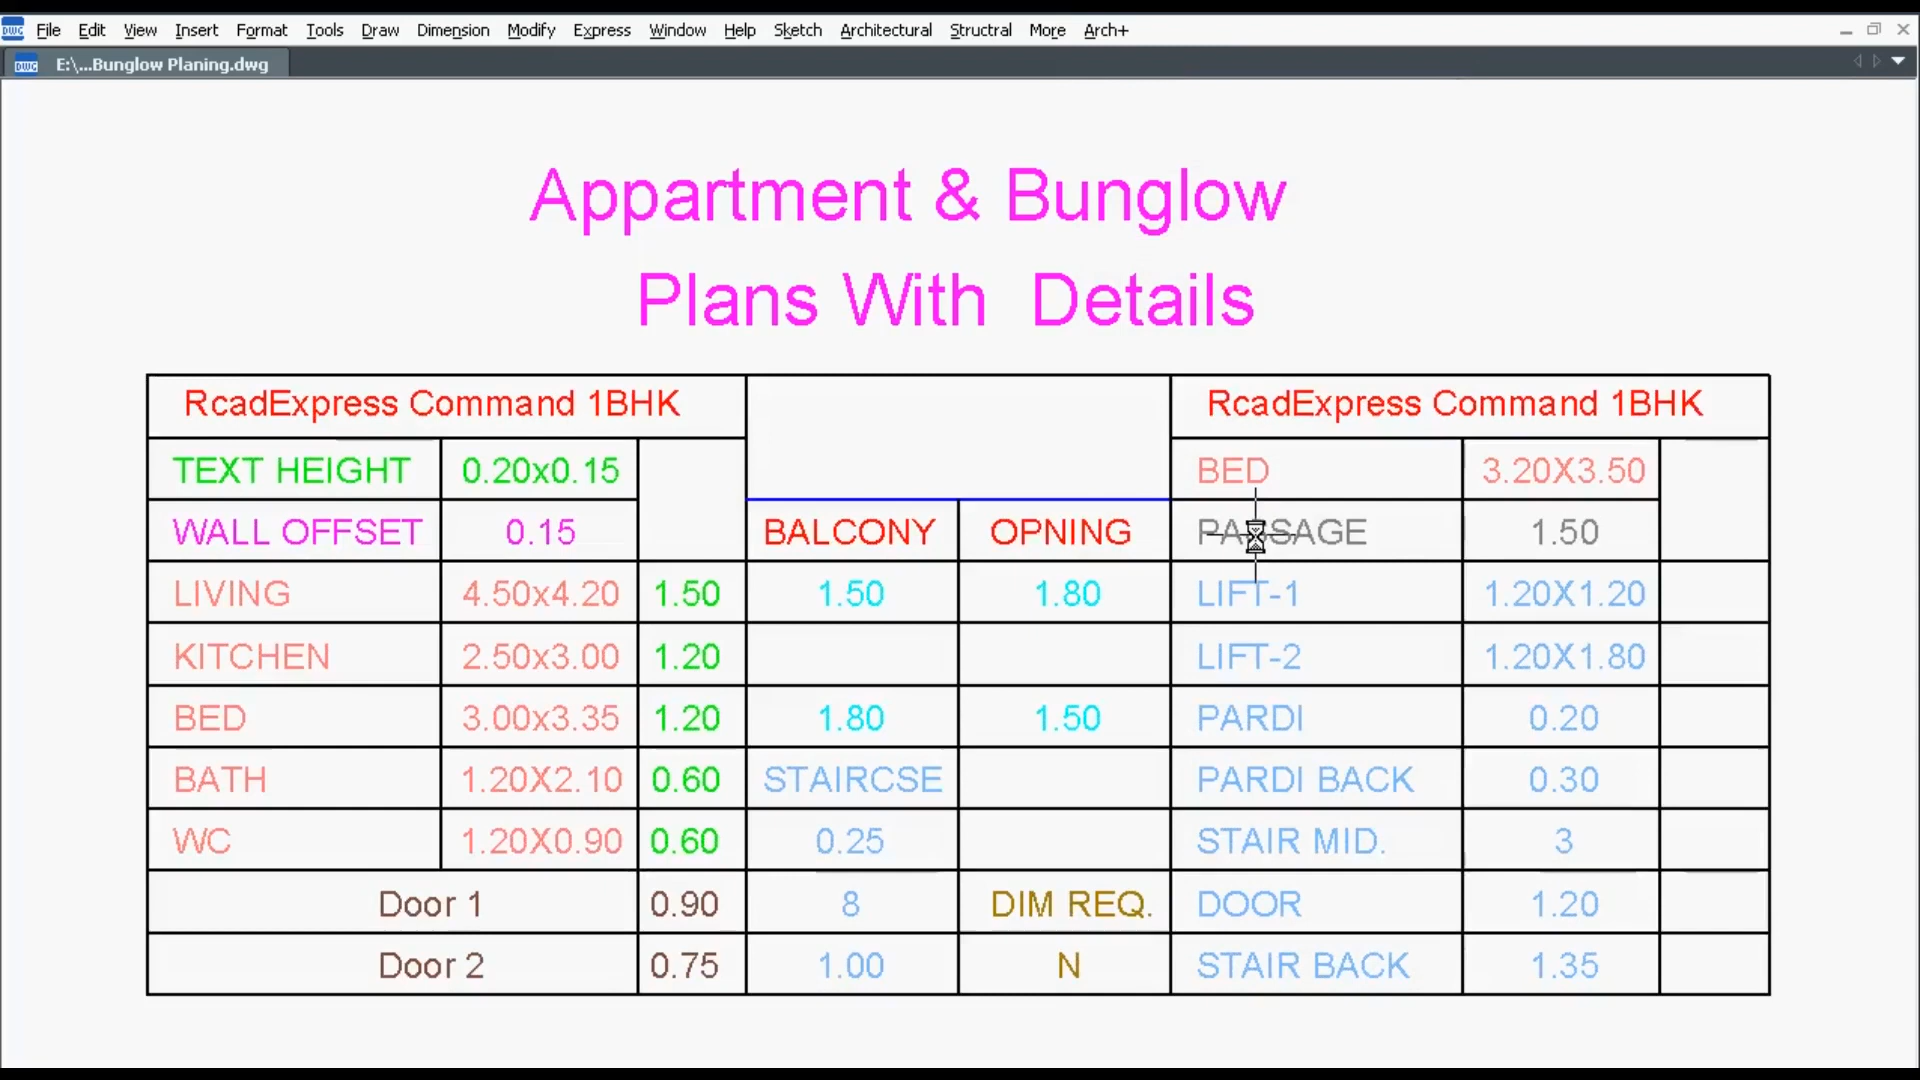 DWG File Edit View Insert Format Tools Draw Dimension Modify Express Window Help Sketch Architectural Structral More Arch+
DWG E:\...Bunglow Planing.dwg
Appartment & Bunglow
Plans With Details
RcadExpress Command 1BHK RcadExpress Command 1BHK
TEXT HEIGHT 0.20x0.15 BED 3.20X3.50
WALL OFFSET 0.15 BALCONY OPNING PASSAGE 1.50
LIVING 4.50x4.20 1.50 1.50 1.80 LIFT-1 1.20X1.20
KITCHEN 2.50x3.00 1.20 LIFT-2 1.20X1.80
BED 3.00x3.35 1.20 1.80 1.50 PARDI 0.20
BATH 1.20X2.10 0.60 STAIRCSE PARDI BACK 0.30
WC 1.20X0.90 0.60 0.25 STAIR MID. 3
Door 1 0.90 8 DIM REQ. DOOR 1.20
Door 2 0.75 1.00 N STAIR BACK 1.35